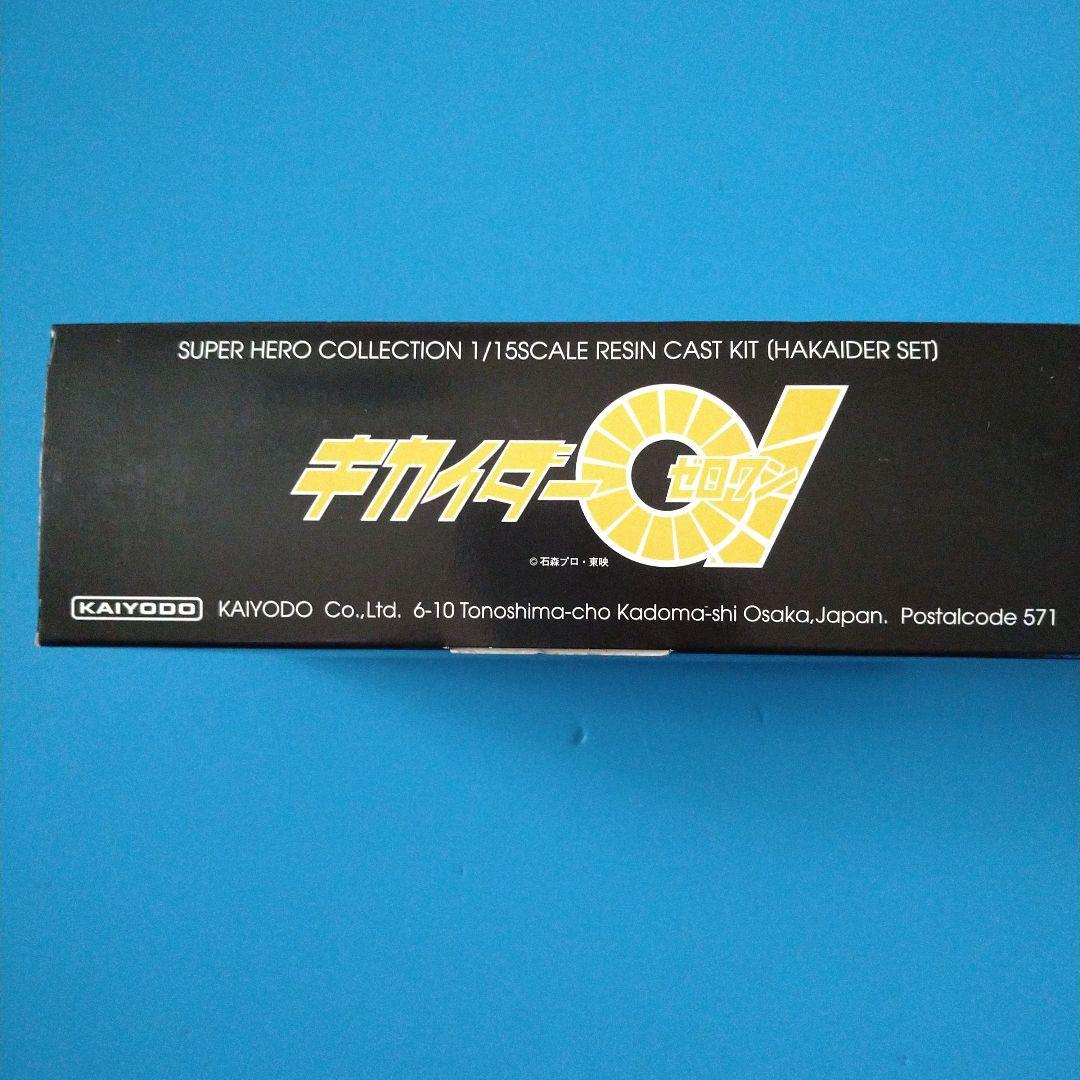 SUPER HERO COLLECTION 1/15SCALE RESIN CAST KIT (HAKAIDER SET)
キカイダー01
ゼロワン
©石森プロ・東映
KAIYODO KAIYODO Co.,Ltd. 6-10 Tonoshima-cho Kadoma-shi Osaka,Japan. Postalcode 571